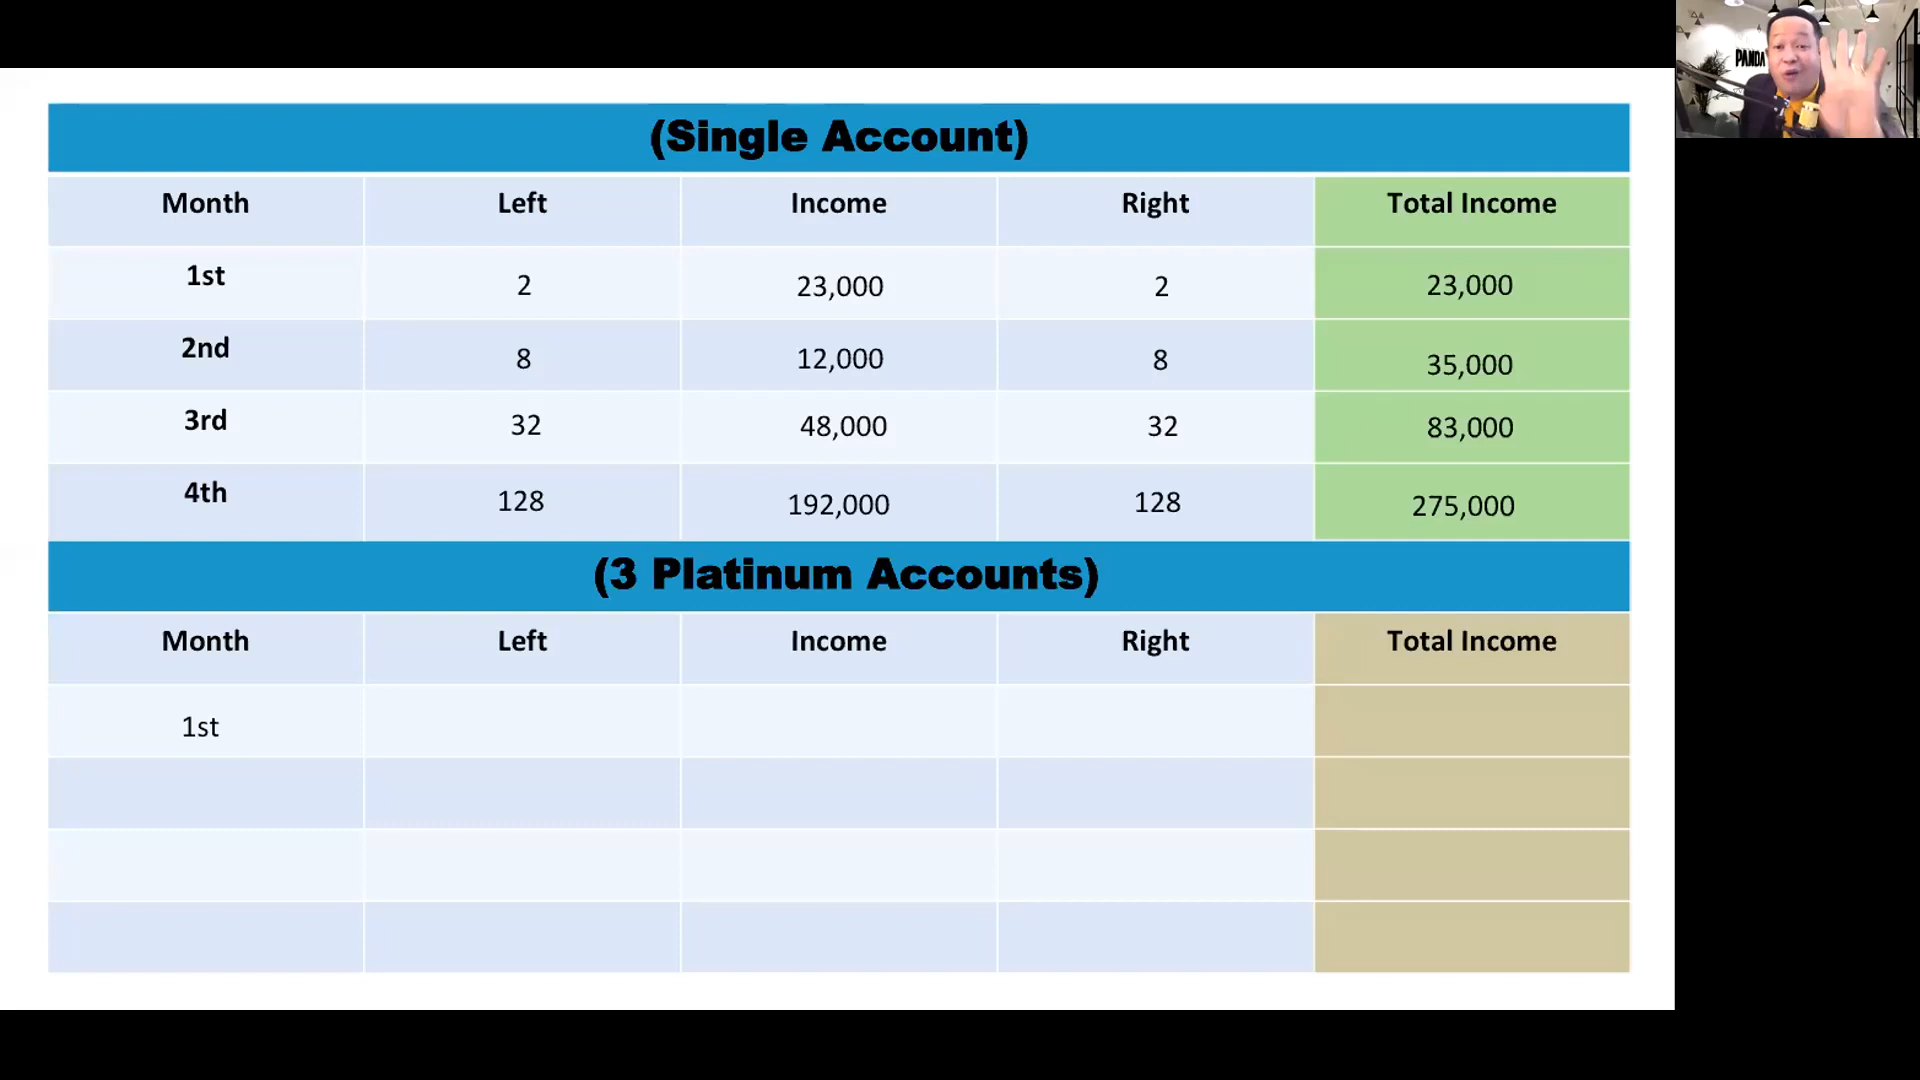 PANDA
(Single Account)
Month Left Income Right Total Income
1st 2 23,000 2 23,000
2nd 8 12,000 8 35,000
3rd 32 48,000 32 83,000
4th 128 192,000 128 275,000
(3 Platinum Accounts)
Month Left Income Right Total Income
1st